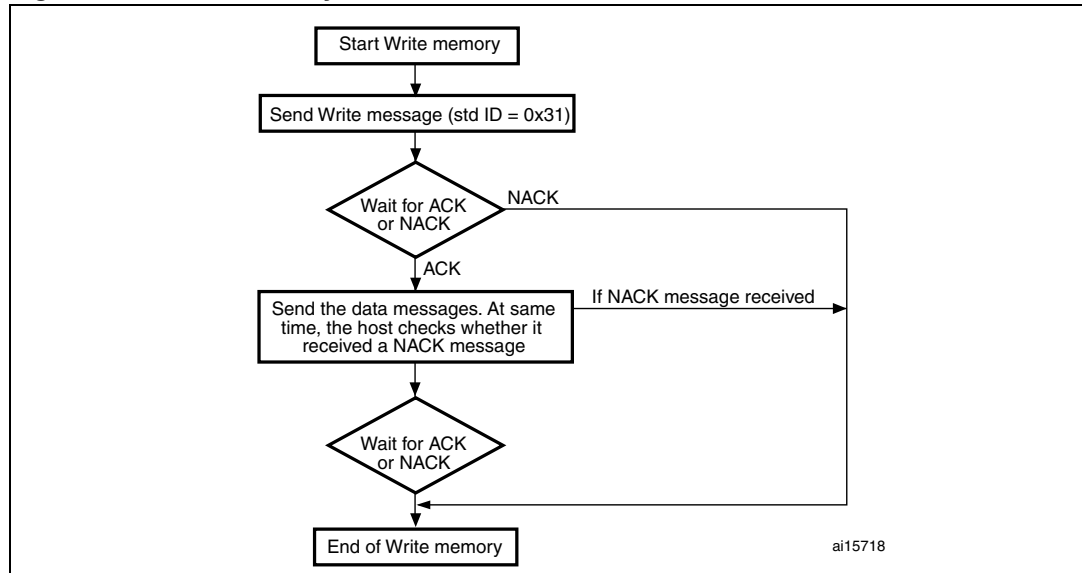 Start Write memory
Send Write message (std ID = 0x31)
Wait for ACK
or NACK
NACK
ACK
Send the data messages. At same
time, the host checks whether it
received a NACK message
If NACK message received
Wait for ACK
or NACK
End of Write memory
ai15718